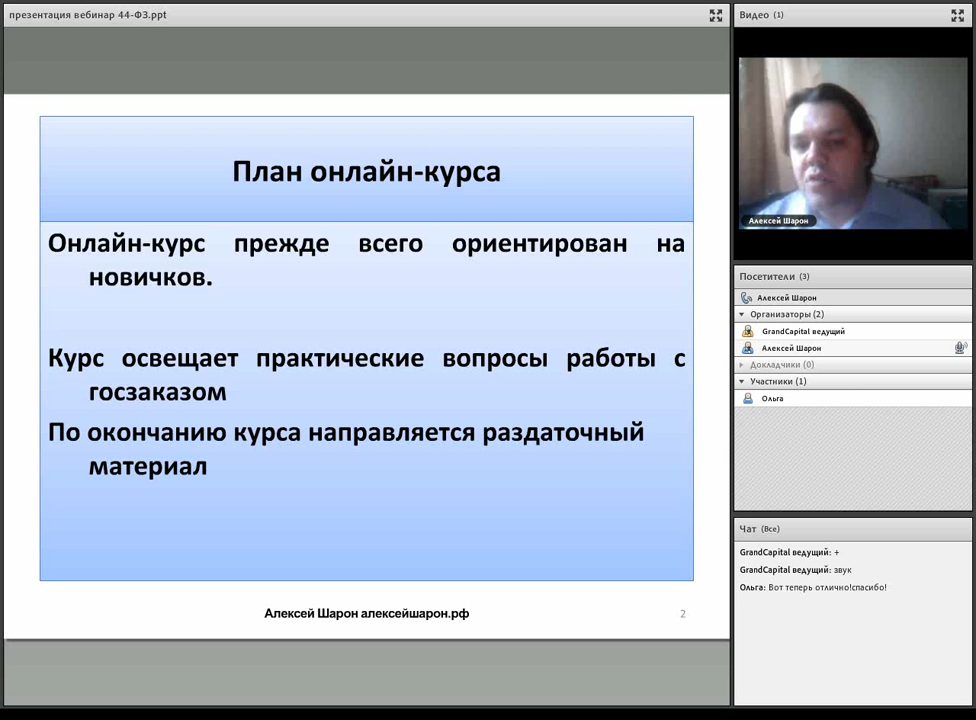 презентация вебинар 44-ФЗ.ppt
План онлайн-курса
Онлайн-курс прежде всего ориентирован на
новичков.
Курс освещает практические вопросы работы с
госзаказом
По окончанию курса направляется раздаточный
материал
Алексей Шарон алексейшарон.рф
2
Видео (1)
Алексей Шарон
Посетители (3)
Алексей Шарон
Организаторы (2)
GrandCapital ведущий
Алексей Шарон
Докладчики (0)
Участники (1)
Ольга
Чат (Все)
GrandCapital ведущий: +
GrandCapital ведущий: звук
Ольга: Вот теперь отлично!спасибо!